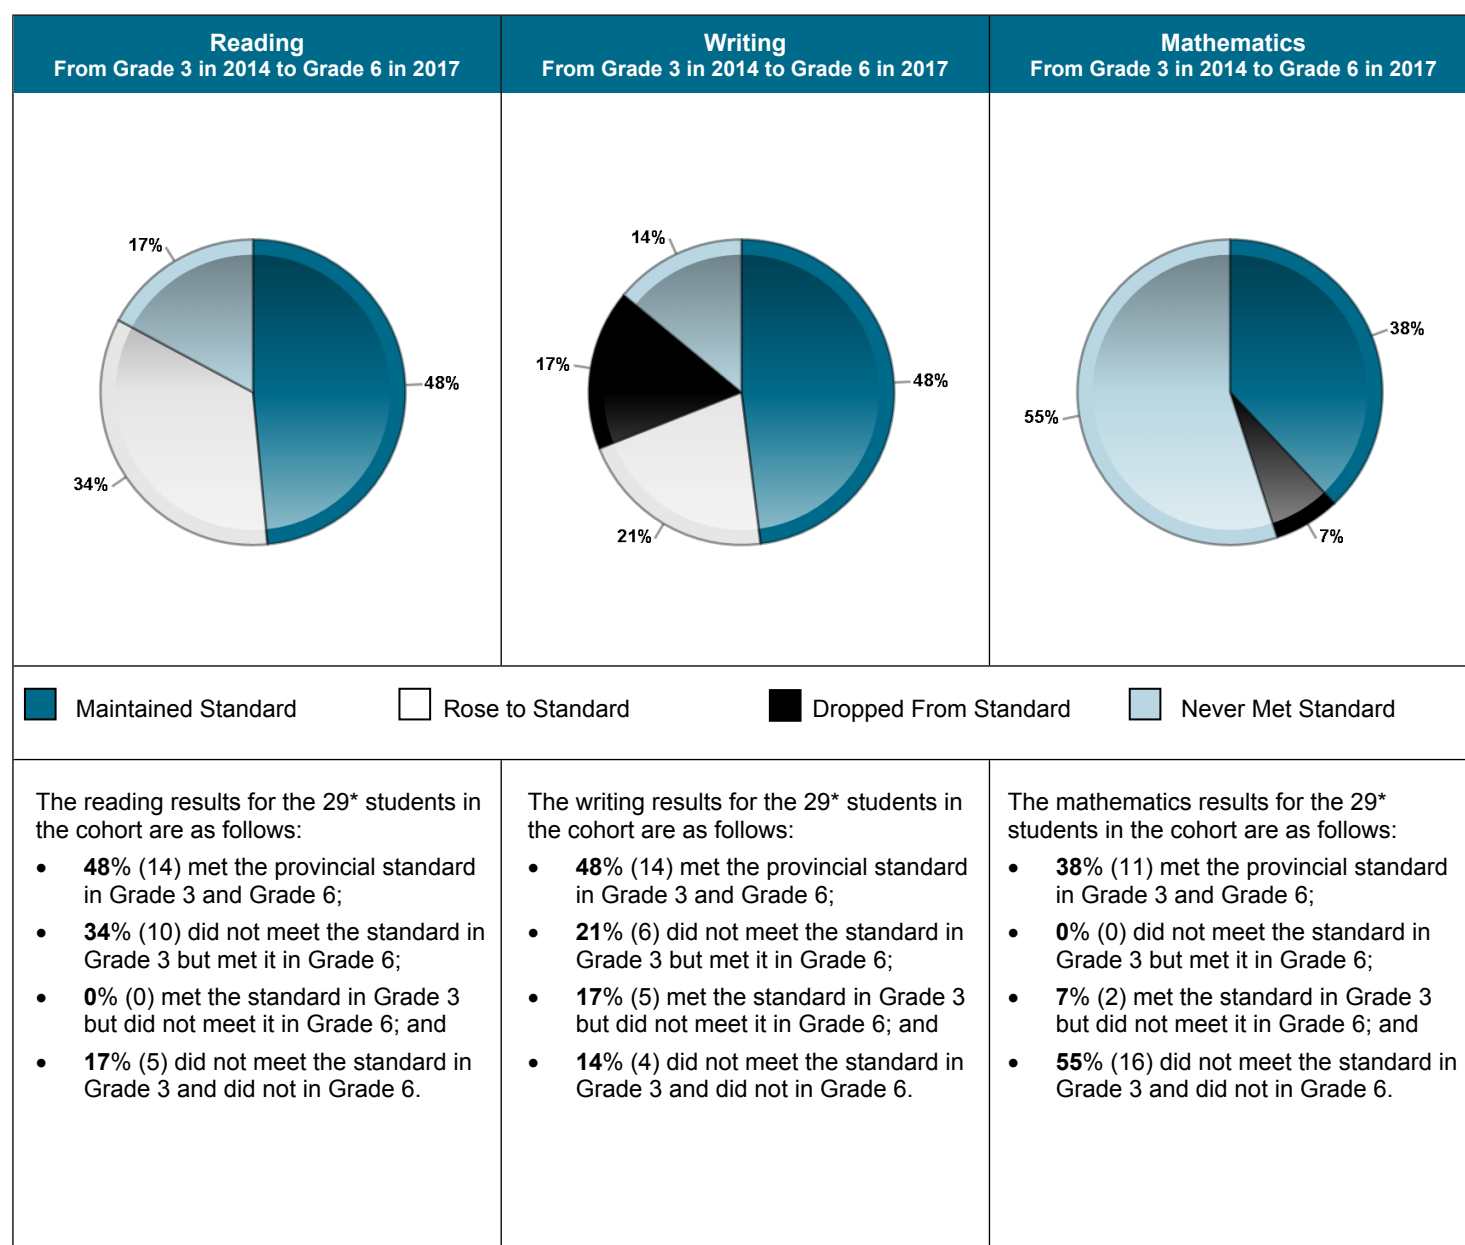 Reading
From Grade 3 in 2014 to Grade 6 in 2017
Writing
From Grade 3 in 2014 to Grade 6 in 2017
Mathematics
From Grade 3 in 2014 to Grade 6 in 2017
17%
48%
34%
14%
17%
48%
21%
38%
55%
7%
Maintained Standard
Rose to Standard
Dropped From Standard
Never Met Standard
The reading results for the 29* students in
the cohort are as follows:
• 48% (14) met the provincial standard
in Grade 3 and Grade 6;
• 34% (10) did not meet the standard in
Grade 3 but met it in Grade 6;
• 0% (0) met the standard in Grade 3
but did not meet it in Grade 6; and
• 17% (5) did not meet the standard in
Grade 3 and did not in Grade 6.
The writing results for the 29* students in
the cohort are as follows:
• 48% (14) met the provincial standard
in Grade 3 and Grade 6;
• 21% (6) did not meet the standard in
Grade 3 but met it in Grade 6;
• 17% (5) met the standard in Grade 3
but did not meet it in Grade 6; and
• 14% (4) did not meet the standard in
Grade 3 and did not in Grade 6.
The mathematics results for the 29*
students in the cohort are as follows:
• 38% (11) met the provincial standard
in Grade 3 and Grade 6;
• 0% (0) did not meet the standard in
Grade 3 but met it in Grade 6;
• 7% (2) met the standard in Grade 3
but did not meet it in Grade 6; and
• 55% (16) did not meet the standard in
Grade 3 and did not in Grade 6.